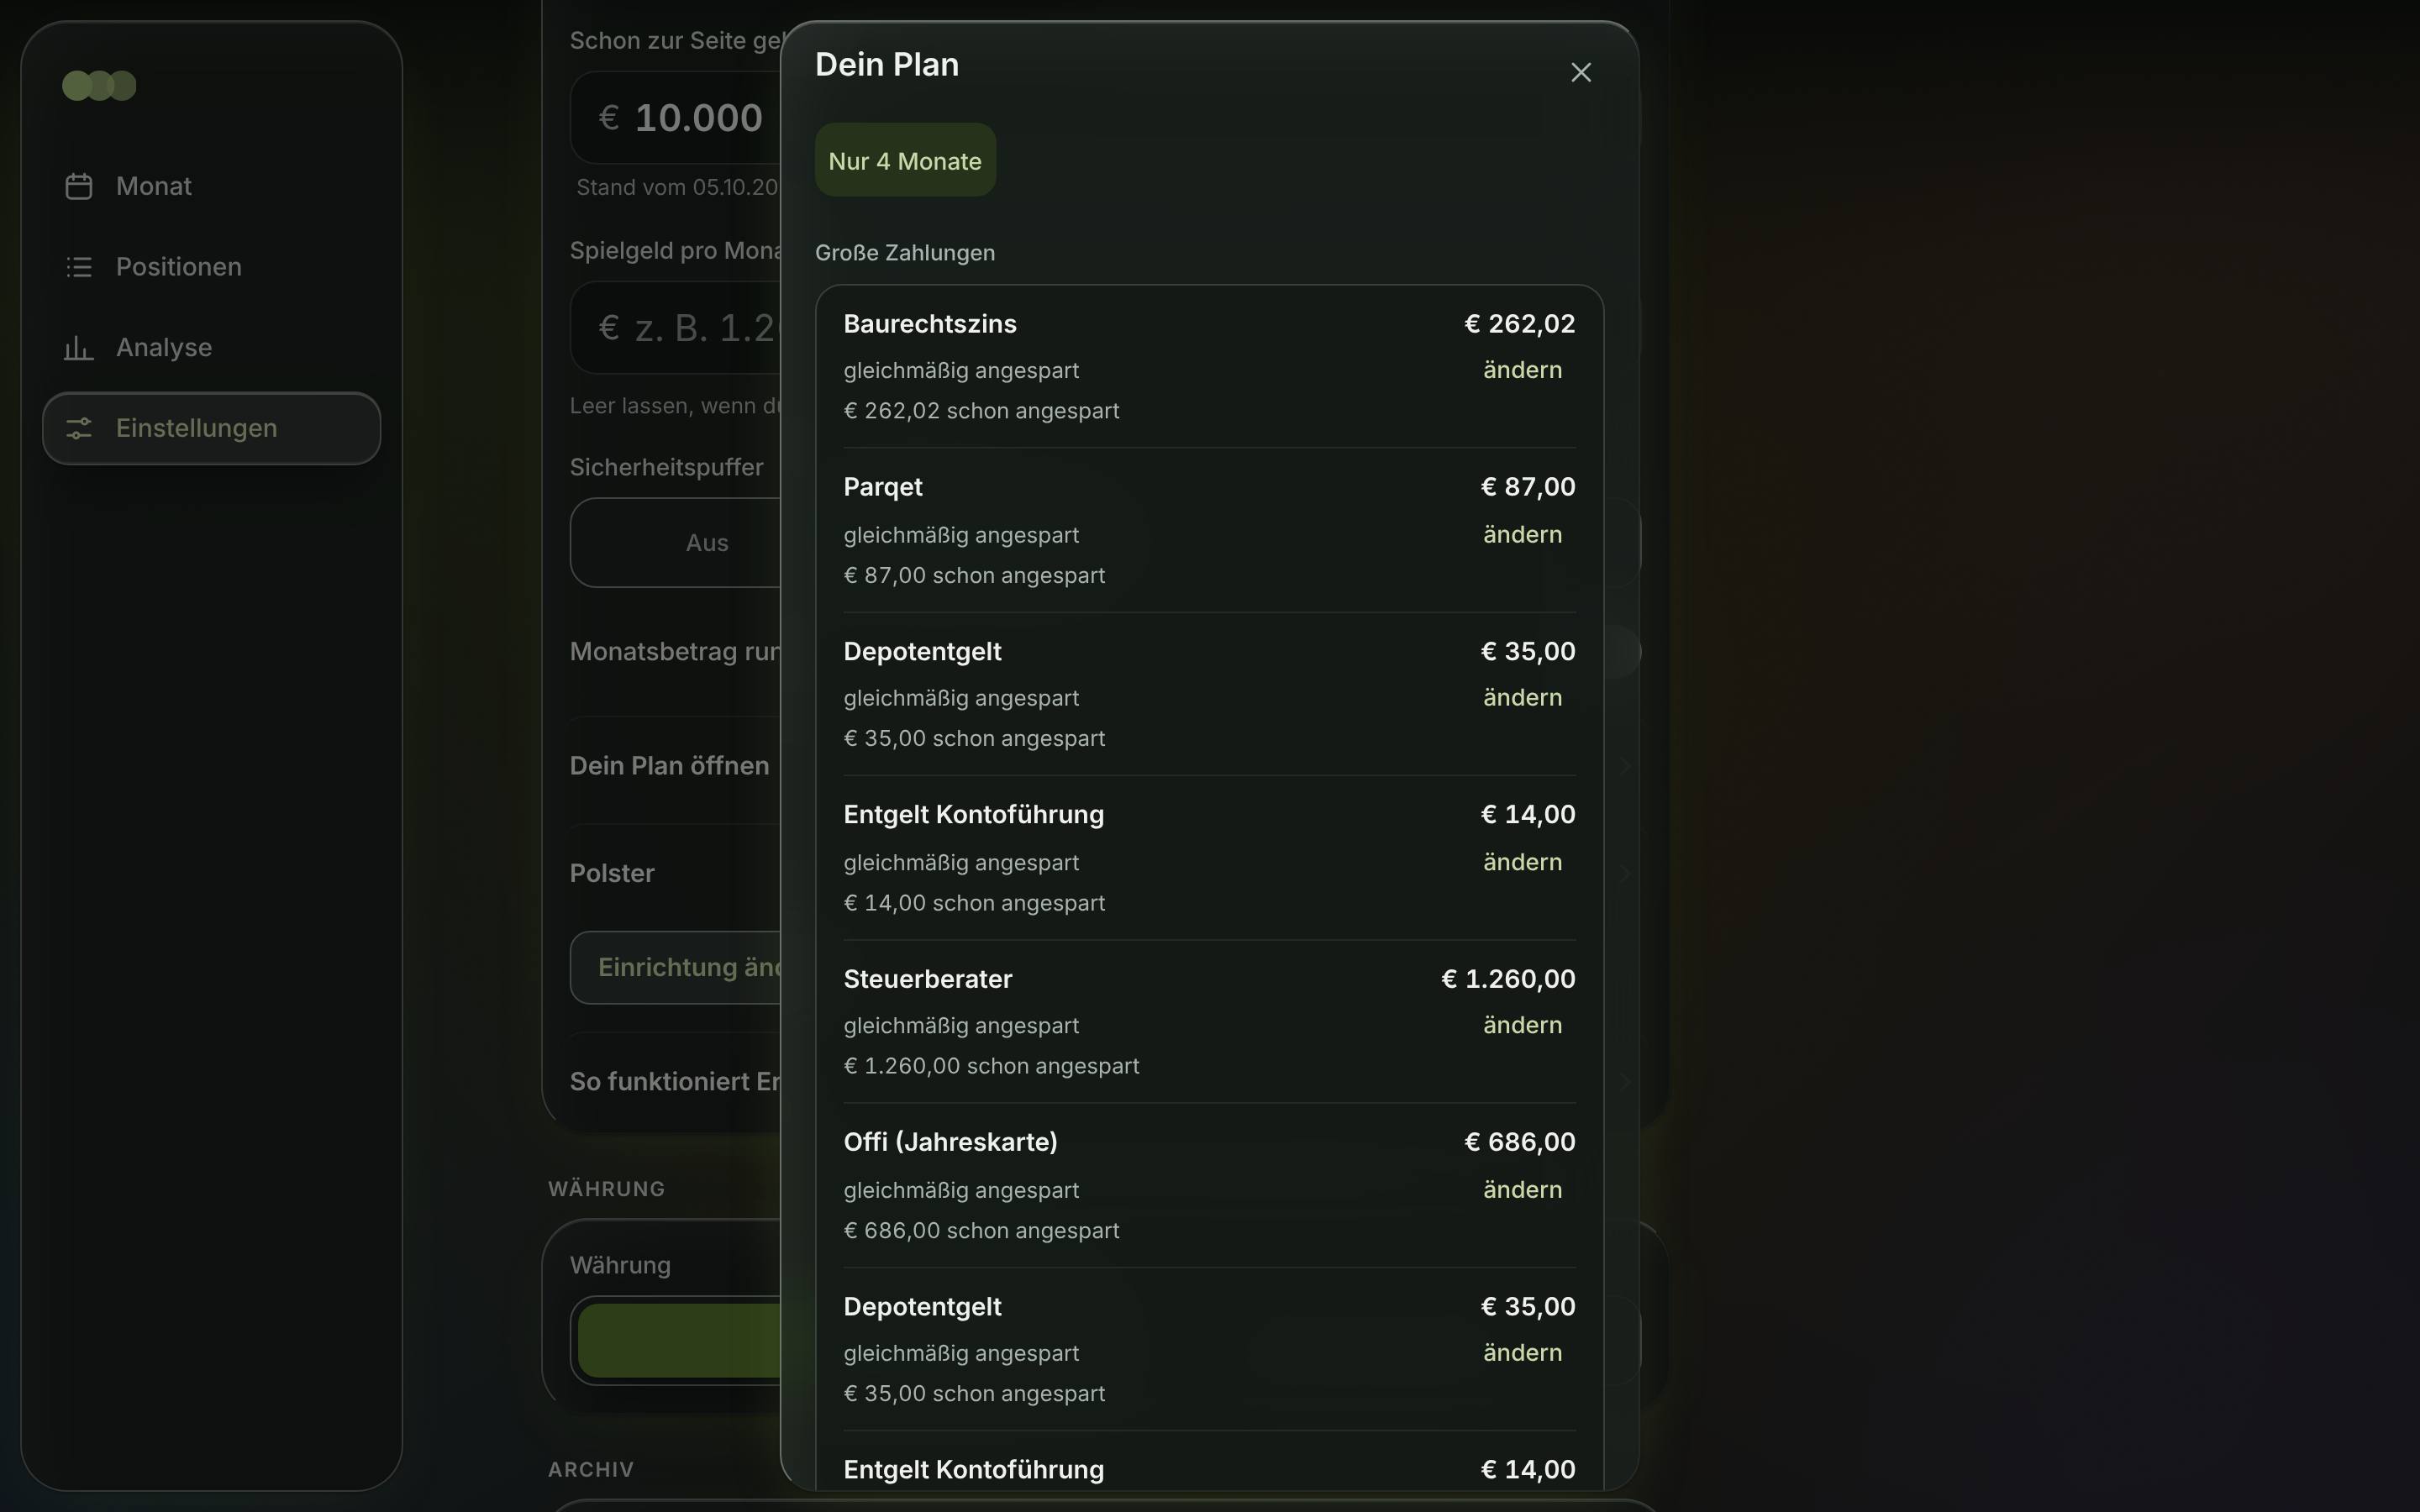 Monat
Positionen
Analyse
Einstellungen
Schon zur Seite
€ 10.000
Stand vom 05.10.20
Spielgeld pro
€ z. B.
Leer lassen, wenn
Sicherheitspuffer
Aus
Monatsbetrag
Dein Plan öffnen
Polster
Einrichtung
So funktioniert
WÄHRUNG
Währung
ARCHIV
Dein Plan
Nur 4 Monate
Große Zahlungen
Baurechtszins € 262,02
gleichmäßig angespart ändern
€ 262,02 schon angespart
Parqet € 87,00
gleichmäßig angespart ändern
€ 87,00 schon angespart
Depotentgelt € 35,00
gleichmäßig angespart ändern
€ 35,00 schon angespart
Entgelt Kontoführung € 14,00
gleichmäßig angespart ändern
€ 14,00 schon angespart
Steuerberater € 1.260,00
gleichmäßig angespart ändern
€ 1.260,00 schon angespart
Offi (Jahreskarte) € 686,00
gleichmäßig angespart ändern
€ 686,00 schon angespart
Depotentgelt € 35,00
gleichmäßig angespart ändern
€ 35,00 schon angespart
Entgelt Kontoführung € 14,00